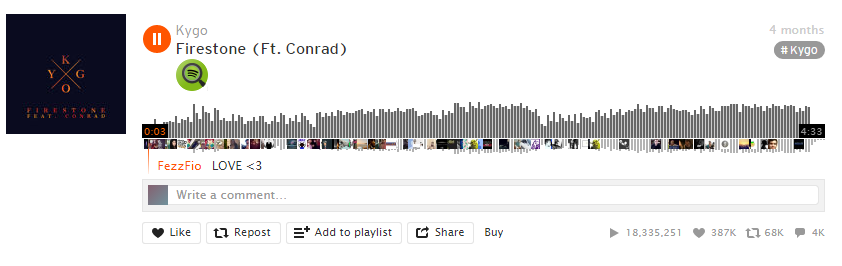 Kygo
4 months
Firestone (Ft. Conrad)
# Kygo
K
Y G
O
FIRESTONE
FEAT. CONRAD
0:03
4:33
FezzFio LOVE <3
Write a comment...
Like Repost Add to playlist Share Buy
18,335,251 387K 68K 4K